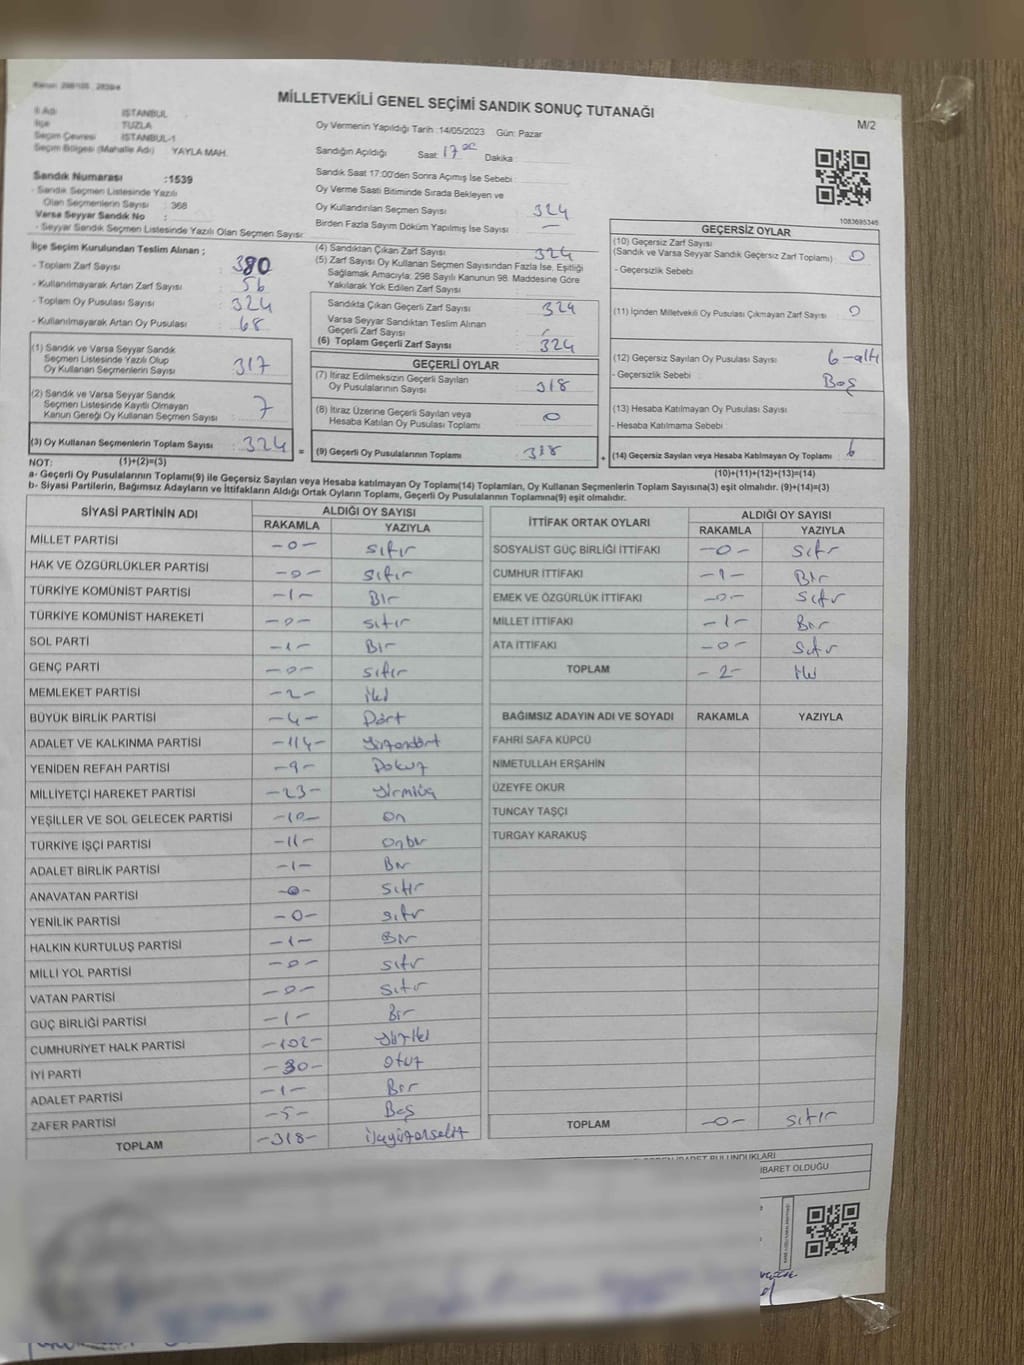 MİLLETVEKİLİ GENEL SEÇİMİ SANDIK SONUÇ TUTANAĞI
M/2
İl Adı : İSTANBUL
İlçe : TUZLA
Seçim Çevresi : İSTANBUL-1
Seçim Bölgesi (Mahalle Adı) YAYLA MAH.
Sandık Numarası :1539
- Sandık Seçmen Listesinde Yazılı
Olan Seçmenlerin Sayısı : 368
Varsa Seyyar Sandık No :
- Seyyar Sandık Seçmen Listesinde Yazılı Olan Seçmen Sayısı:
Oy Vermenin Yapıldığı Tarih :14/05/2023 Gün: Pazar
Sandığın Açıldığı Saat: 17 00 Dakika :
Sandık Saat 17:00'den Sonra Açımış İse Sebebi :
Oy Verme Saati Bitiminde Sırada Bekleyen ve
Oy Kullandırılan Seçmen Sayısı : 324
Birden Fazla Sayım Döküm Yapılmış İse Sayısı : —
1083695346
İlçe Seçim Kurulundan Teslim Alınan ;
- Toplam Zarf Sayısı : 380
- Kullanılmayarak Artan Zarf Sayısı : 56
- Toplam Oy Pusulası Sayısı : 324
- Kullanılmayarak Artan Oy Pusulası : 68
(1) Sandık ve Varsa Seyyar Sandık
Seçmen Listesinde Yazılı Olup
Oy Kullanan Seçmenlerin Sayısı : 317
(2) Sandık ve Varsa Seyyar Sandık
Seçmen Listesinde Kayıtlı Olmayan
Kanun Gereği Oy Kullanan Seçmen Sayısı : 7
(3) Oy Kullanan Seçmenlerin Toplam Sayısı : 324 =
(4) Sandıktan Çıkan Zarf Sayısı : 324
(5) Zarf Sayısı Oy Kullanan Seçmen Sayısından Fazla İse, Eşitliği
Sağlamak Amacıyla; 298 Sayılı Kanunun 98. Maddesine Göre
Yakılarak Yok Edilen Zarf Sayısı :
Sandıkta Çıkan Geçerli Zarf Sayısı : 324
Varsa Seyyar Sandıktan Teslim Alınan
Geçerli Zarf Sayısı :
(6) Toplam Geçerli Zarf Sayısı : 324
GEÇERLİ OYLAR
(7) İtiraz Edilmeksizin Geçerli Sayılan
Oy Pusulalarının Sayısı : 318
(8) İtiraz Üzerine Geçerli Sayılan veya
Hesaba Katılan Oy Pusulası Toplamı : 0
(9) Geçerli Oy Pusulalarının Toplamı : 318 +
GEÇERSİZ OYLAR
(10) Geçersiz Zarf Sayısı
(Sandık ve Varsa Seyyar Sandık Geçersiz Zarf Toplamı) : 0
- Geçersizlik Sebebi :
(11) İçinden Milletvekili Oy Pusulası Çıkmayan Zarf Sayısı : 0
(12) Geçersiz Sayılan Oy Pusulası Sayısı : 6-altı
- Geçersizlik Sebebi : Boş
(13) Hesaba Katılmayan Oy Pusulası Sayısı
- Hesaba Katılmama Sebebi :
(14) Geçersiz Sayılan veya Hesaba Katılmayan Oy Toplamı : 6
NOT: (1)+(2)=(3)
(10)+(11)+(12)+(13)=(14)
a- Geçerli Oy Pusulalarının Toplamı(9) ile Geçersiz Sayılan veya Hesaba katılmayan Oy Toplamı(14) Toplamları, Oy Kullanan Seçmenlerin Toplam Sayısına(3) eşit olmalıdır. (9)+(14)=(3)
b- Siyasi Partilerin, Bağımsız Adayların ve İttifakların Aldığı Ortak Oyların Toplamı, Geçerli Oy Pusulalarının Toplamına(9) eşit olmalıdır.
SİYASİ PARTİNİN ADI ALDIĞI OY SAYISI
RAKAMLA YAZIYLA
MİLLET PARTİSİ -0- Sıfır
HAK VE ÖZGÜRLÜKLER PARTİSİ -0- sıfır
TÜRKİYE KOMÜNİST PARTİSİ -1- Bir
TÜRKİYE KOMÜNİST HAREKETİ -0- sıfır
SOL PARTİ -1- Bir
GENÇ PARTİ -0- sıfır
MEMLEKET PARTİSİ -2- iki
BÜYÜK BİRLİK PARTİSİ -4- Dört
ADALET VE KALKINMA PARTİSİ -114- Yüzondört
YENİDEN REFAH PARTİSİ -9- Dokuz
MİLLİYETÇİ HAREKET PARTİSİ -23- Yirmiüç
YEŞİLLER VE SOL GELECEK PARTİSİ -10- On
TÜRKİYE İŞÇİ PARTİSİ -11- Onbir
ADALET BİRLİK PARTİSİ -1- Bir
ANAVATAN PARTİSİ -0- Sıfır
YENİLİK PARTİSİ -0- sıfır
HALKIN KURTULUŞ PARTİSİ -1- Bir
MİLLİ YOL PARTİSİ -0- sıfır
VATAN PARTİSİ -0- Sıfır
GÜÇ BİRLİĞİ PARTİSİ -1- Bir
CUMHURİYET HALK PARTİSİ -102- Yüziki
İYİ PARTİ -30- Otuz
ADALET PARTİSİ -1- Bir
ZAFER PARTİSİ -5- Beş
TOPLAM -318- üçyüzonsekiz
İTTİFAK ORTAK OYLARI ALDIĞI OY SAYISI
RAKAMLA YAZIYLA
SOSYALİST GÜÇ BİRLİĞİ İTTİFAKI -0- Sıfır
CUMHUR İTTİFAKI -1- Bir
EMEK VE ÖZGÜRLÜK İTTİFAKI -0- Sıfır
MİLLET İTTİFAKI -1- Bir
ATA İTTİFAKI -0- Sıfır
TOPLAM -2- iki
BAĞIMSIZ ADAYIN ADI VE SOYADI RAKAMLA YAZIYLA
FAHRİ SAFA KÜPCÜ
NİMETULLAH ERŞAHİN
ÜZEYFE OKUR
TUNCAY TAŞÇI
TURGAY KARAKUŞ
TOPLAM -0- sıfır
BULUNDUKLARI
İBARET OLDUĞU